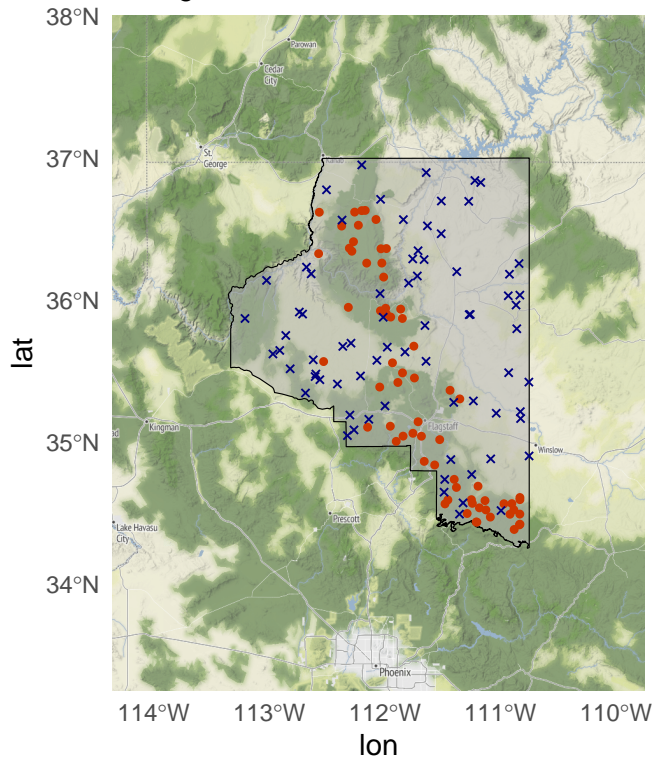 38°N
Parowan
Cedar
City
37°N
St.
George
36°N
lat
35°N
Kingman
Flagstaff
Winslow
Prescott
Lake Havasu
City
34°N
Phoenix
114°W 113°W 112°W 111°W 110°W
lon